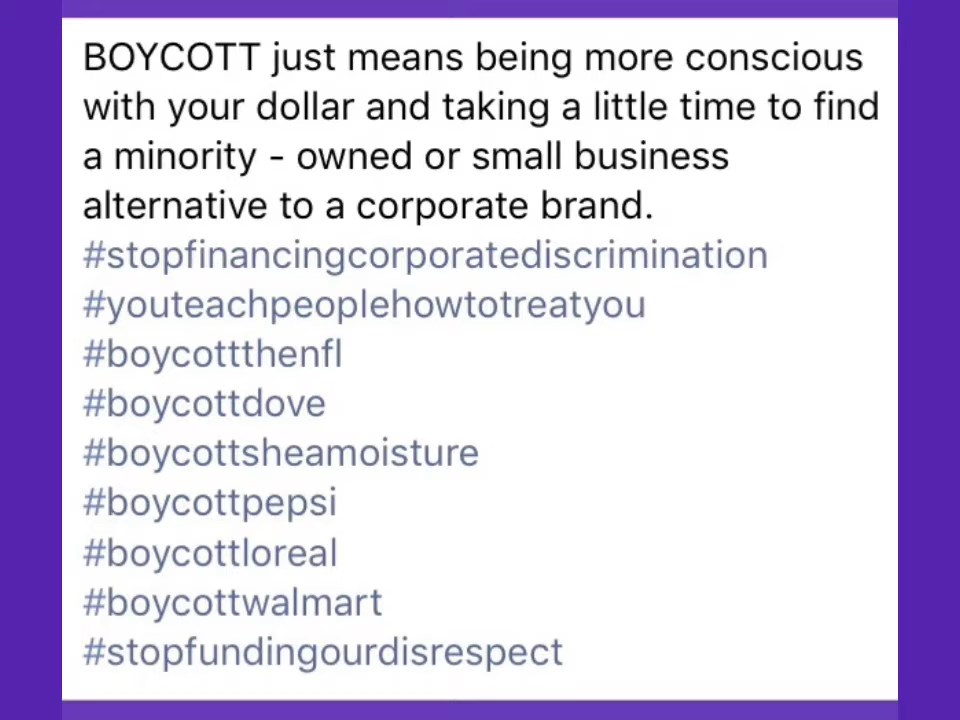 BOYCOTT just means being more conscious
with your dollar and taking a little time to find
a minority - owned or small business
alternative to a corporate brand.
#stopfinancingcorporatediscrimination
#youteachpeoplehowtotreatyou
#boycottthenfl
#boycottdove
#boycottsheamoisture
#boycottpepsi
#boycottloreal
#boycottwalmart
#stopfundingourdisrespect